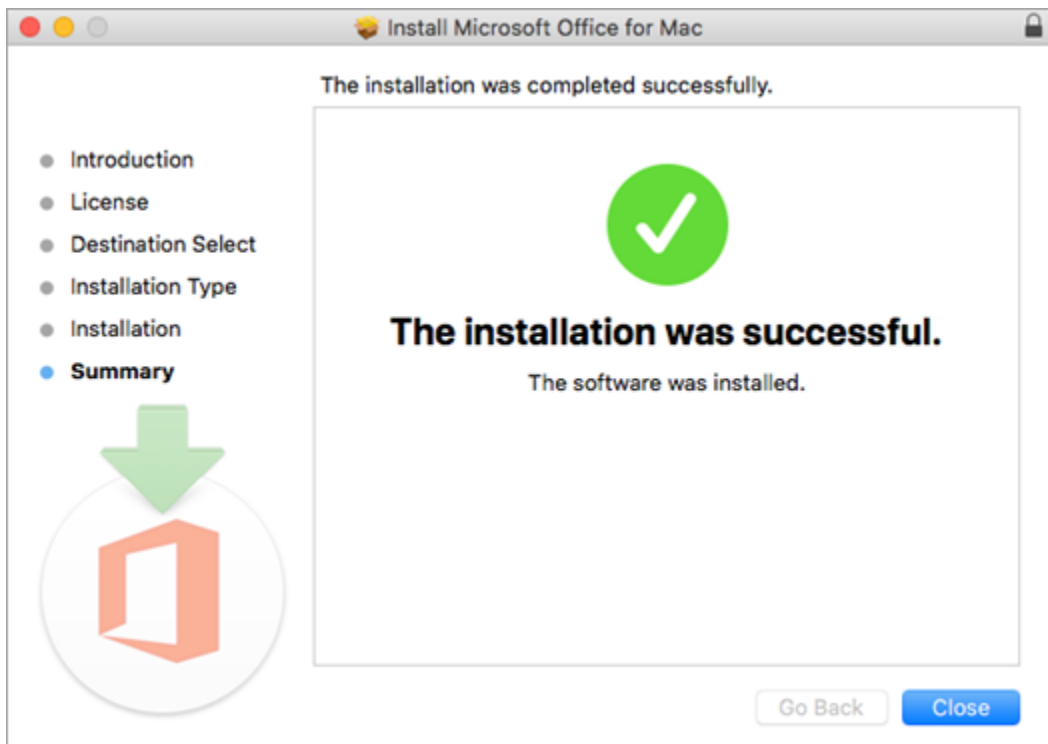 Install Microsoft Office for Mac
The installation was completed successfully.
Introduction
License
Destination Select
Installation Type
Installation
Summary
The installation was successful.
The software was installed.
Go Back
Close